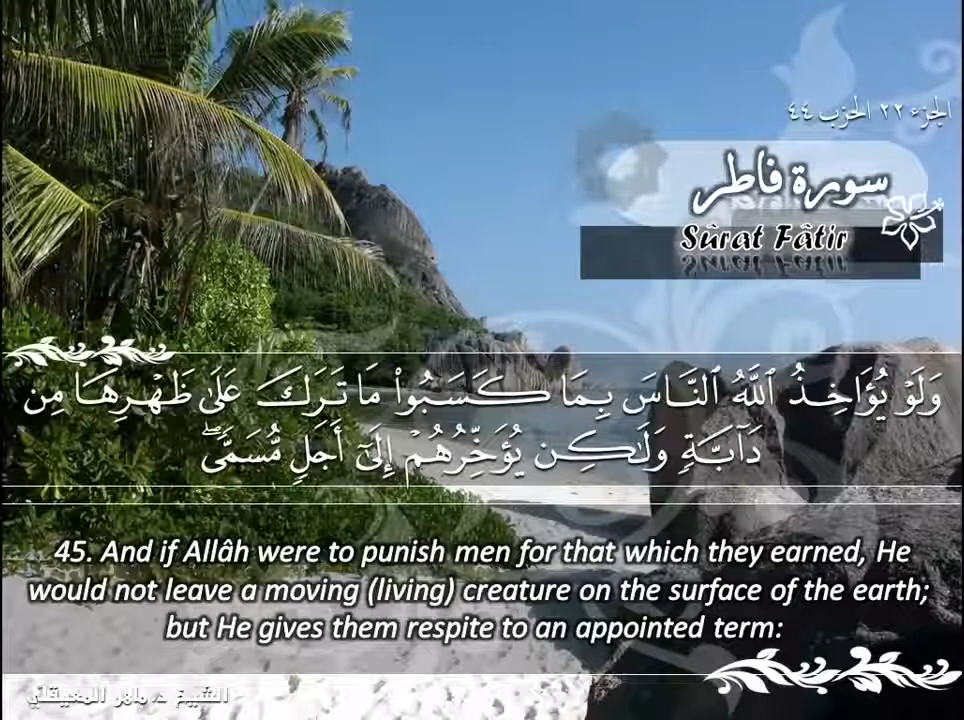 الجزء ٢٢ الحزب ٤٤
سورة فاطر
Sûrat Fâtir
وَلَوْ يُؤَاخِذُ ٱللَّهُ ٱلنَّاسَ بِمَا كَسَبُوا۟ مَا تَرَكَ عَلَىٰ ظَهْرِهَا مِن
دَآبَّةٍ وَلَـٰكِن يُؤَخِّرُهُمْ إِلَىٰٓ أَجَلٍ مُّسَمًّى ۖ
45. And if Allâh were to punish men for that which they earned, He
would not leave a moving (living) creature on the surface of the earth;
but He gives them respite to an appointed term:
الشيخ د. ماهر المعيقلي